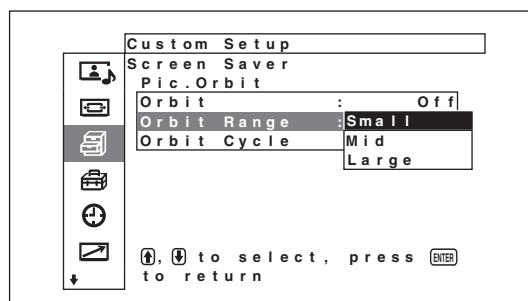 Custom Setup
Screen Saver
Pic.Orbit
Orbit : Off
Orbit Range : Small
Orbit Cycle Mid
Large
↑, ↓ to select, press ENTER
to return